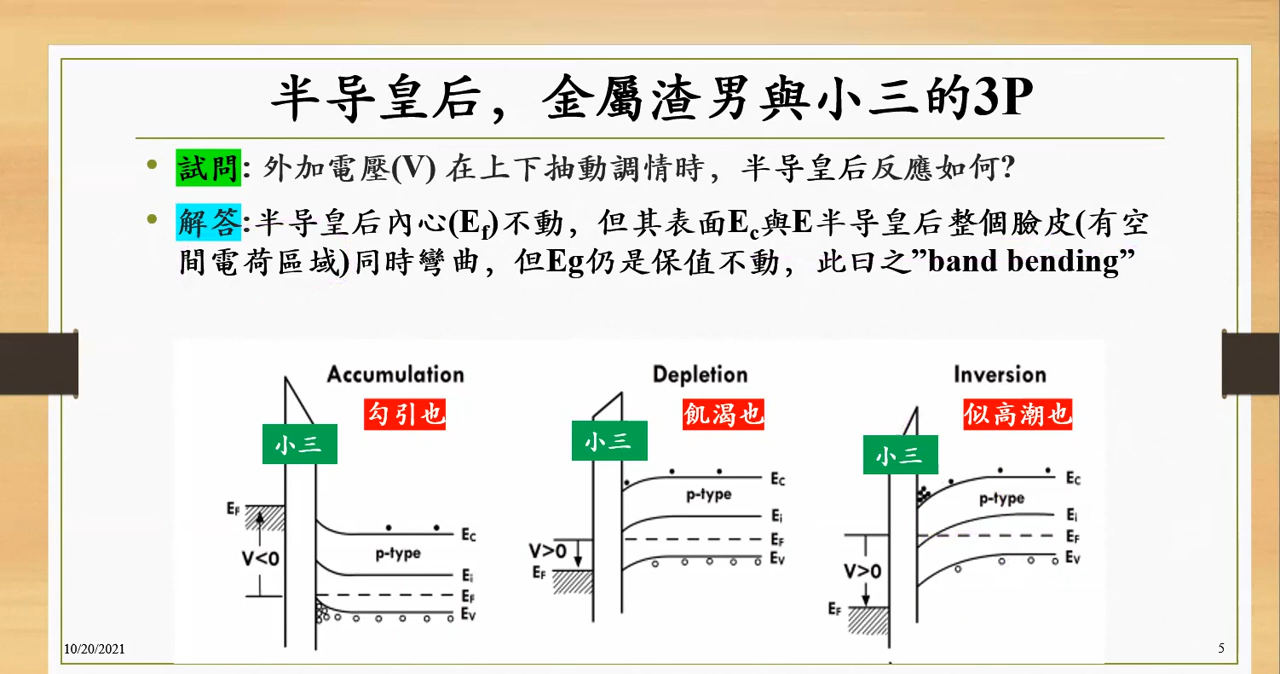 半导皇后，金屬渣男與小三的3P
• 試問: 外加電壓(V) 在上下抽動調情時，半导皇后反應如何?
• 解答:半导皇后內心(Ef)不動，但其表面Ec與E半导皇后整個臉皮(有空
間電荷區域)同時彎曲，但Eg仍是保值不動，此曰之”band bending”
Accumulation
勾引也
小三
EF
V<0
p-type
EC
Ei
EF
EV
Depletion
飢渴也
小三
V>0
EF
p-type
EC
Ei
EF
EV
Inversion
似高潮也
小三
V>0
EF
p-type
EC
Ei
EF
EV
10/20/2021
5